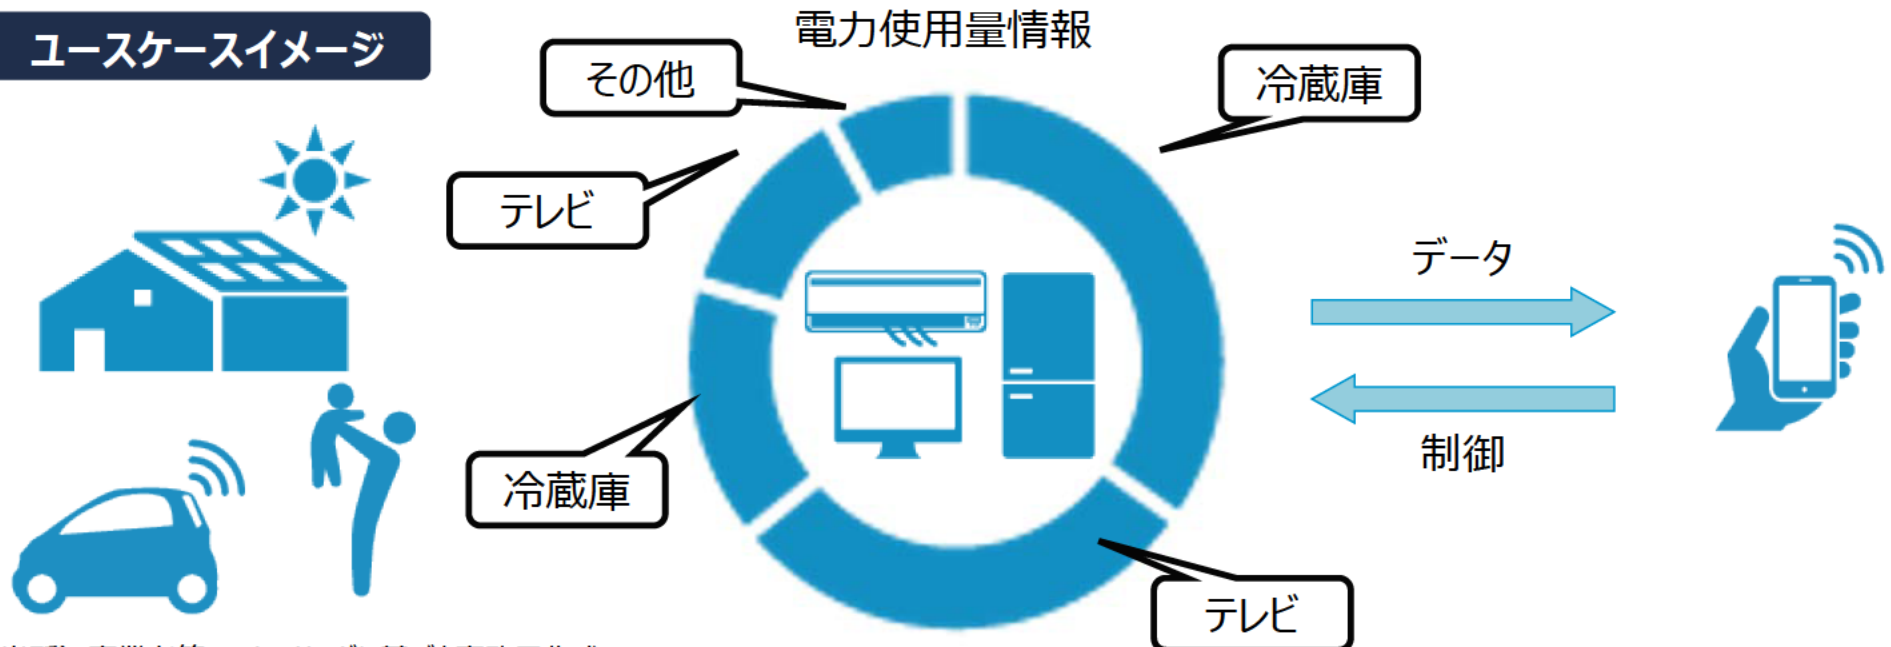 ユースケースイメージ
電力使用量情報
その他
冷蔵庫
テレビ
データ
冷蔵庫
制御
テレビ